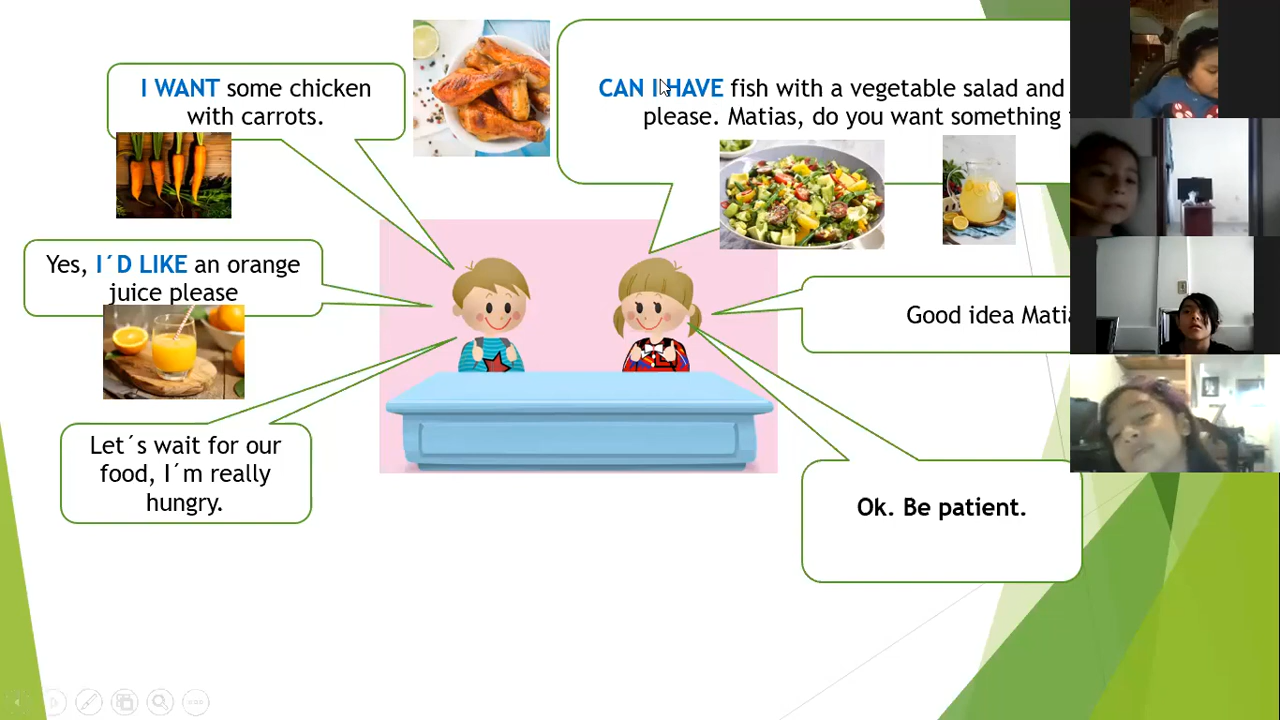 I WANT some chicken
with carrots.
CAN I HAVE fish with a vegetable salad and
please. Matias, do you want something
Yes, I´D LIKE an orange
juice please
Good idea
Let´s wait for our
food, I´m really
hungry.
Ok. Be patient.